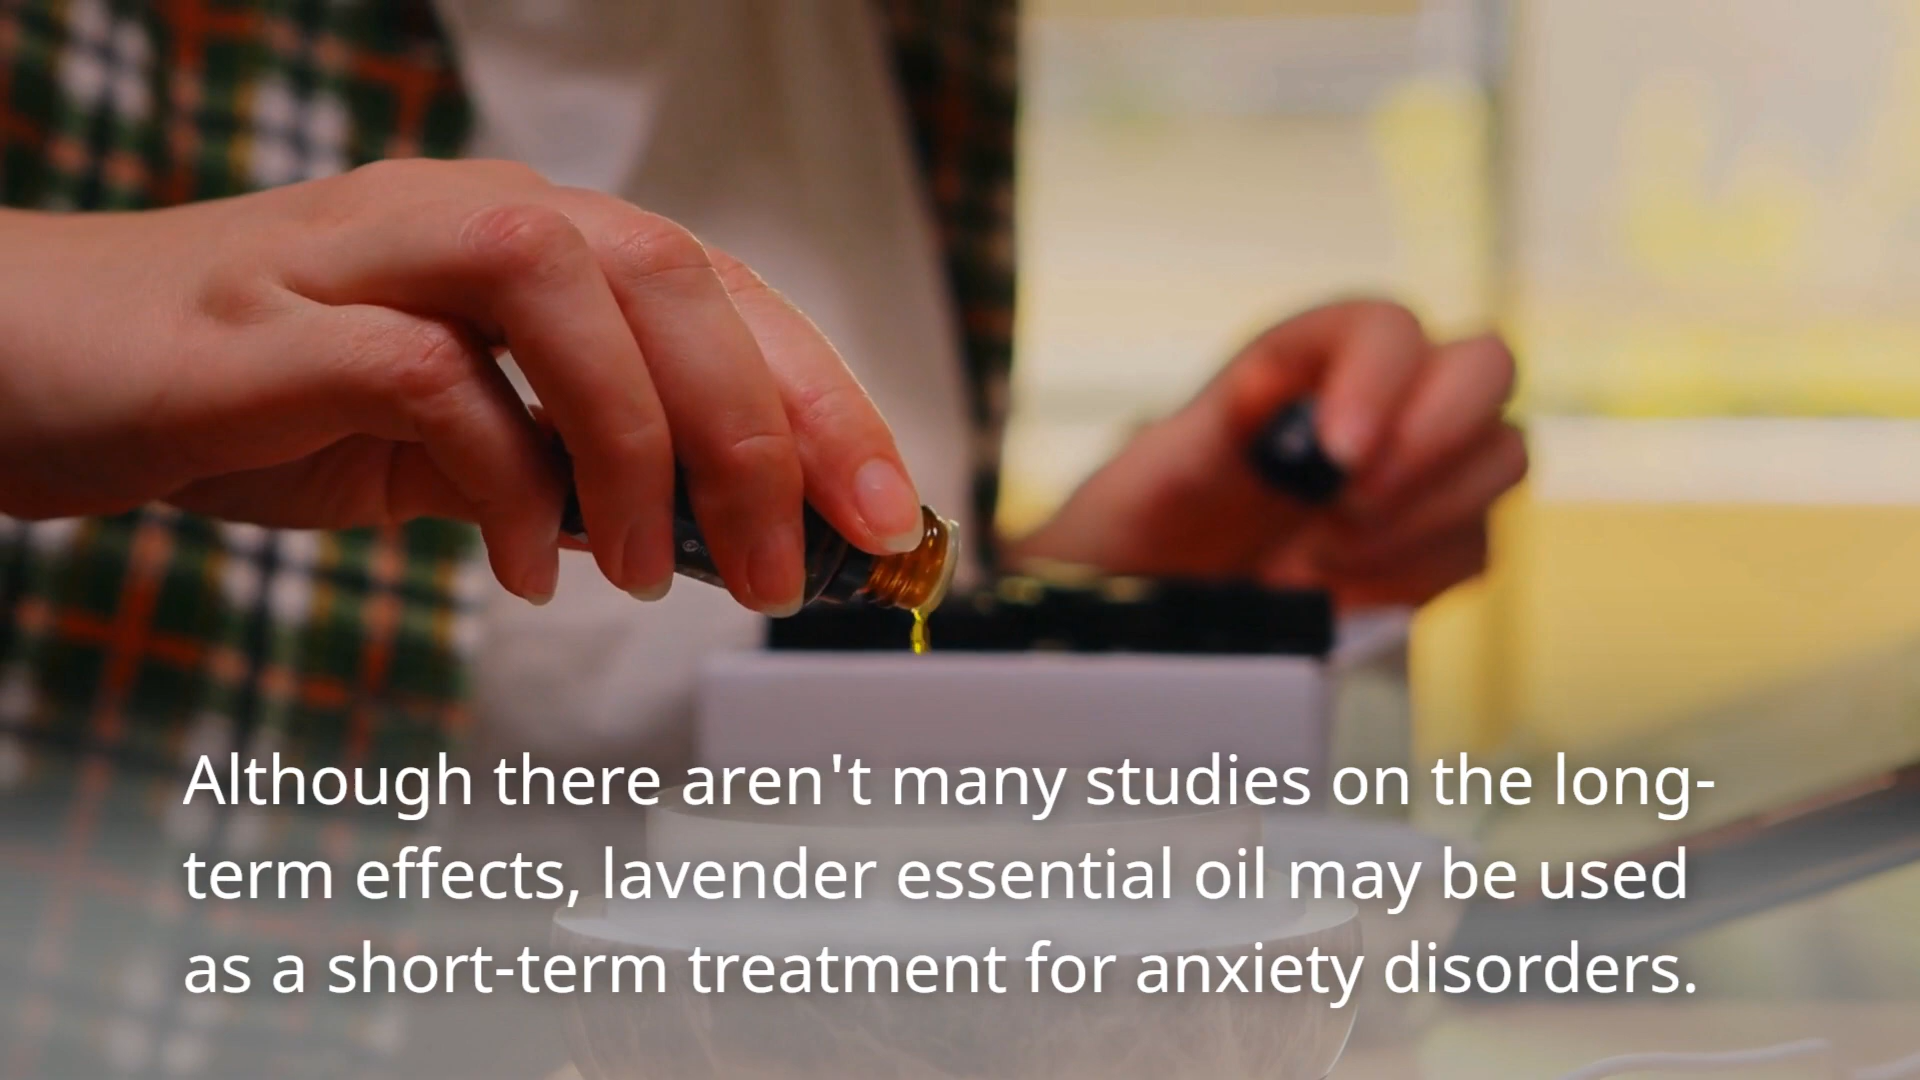 Although there aren't many studies on the long-
term effects, lavender essential oil may be used
as a short-term treatment for anxiety disorders.